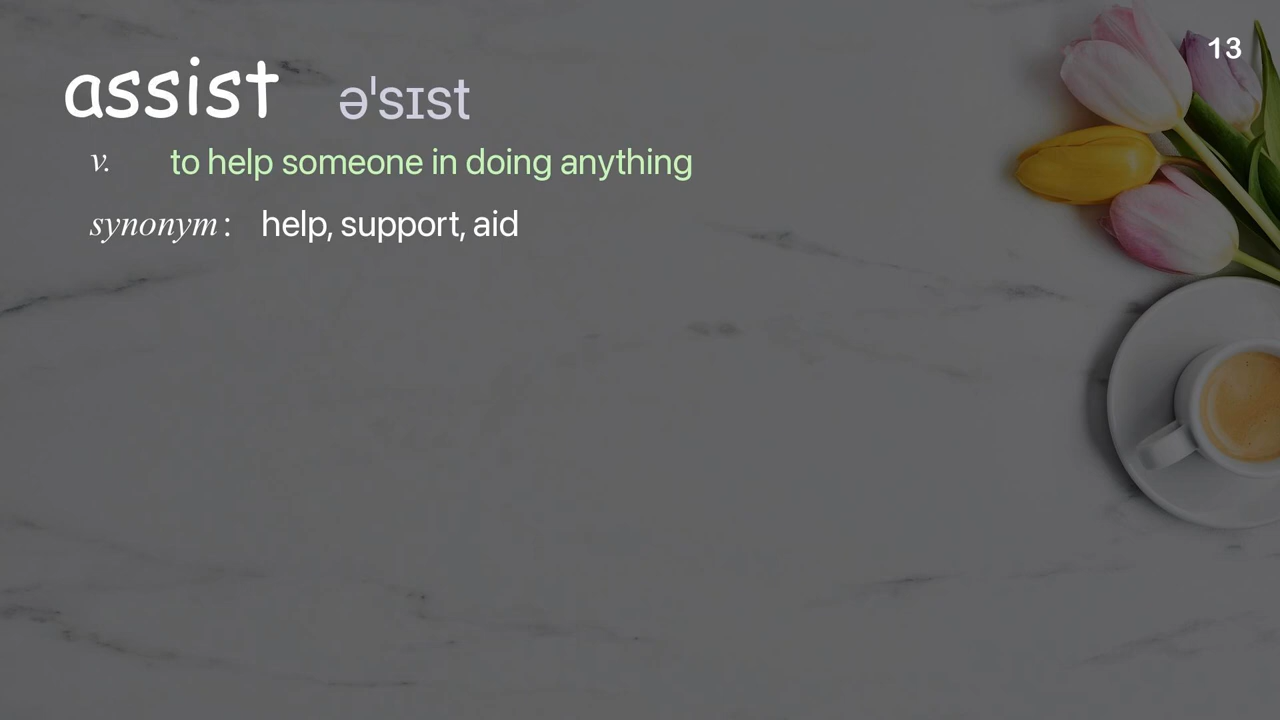 13
assist əˈsɪst
v. to help someone in doing anything
synonym: help, support, aid